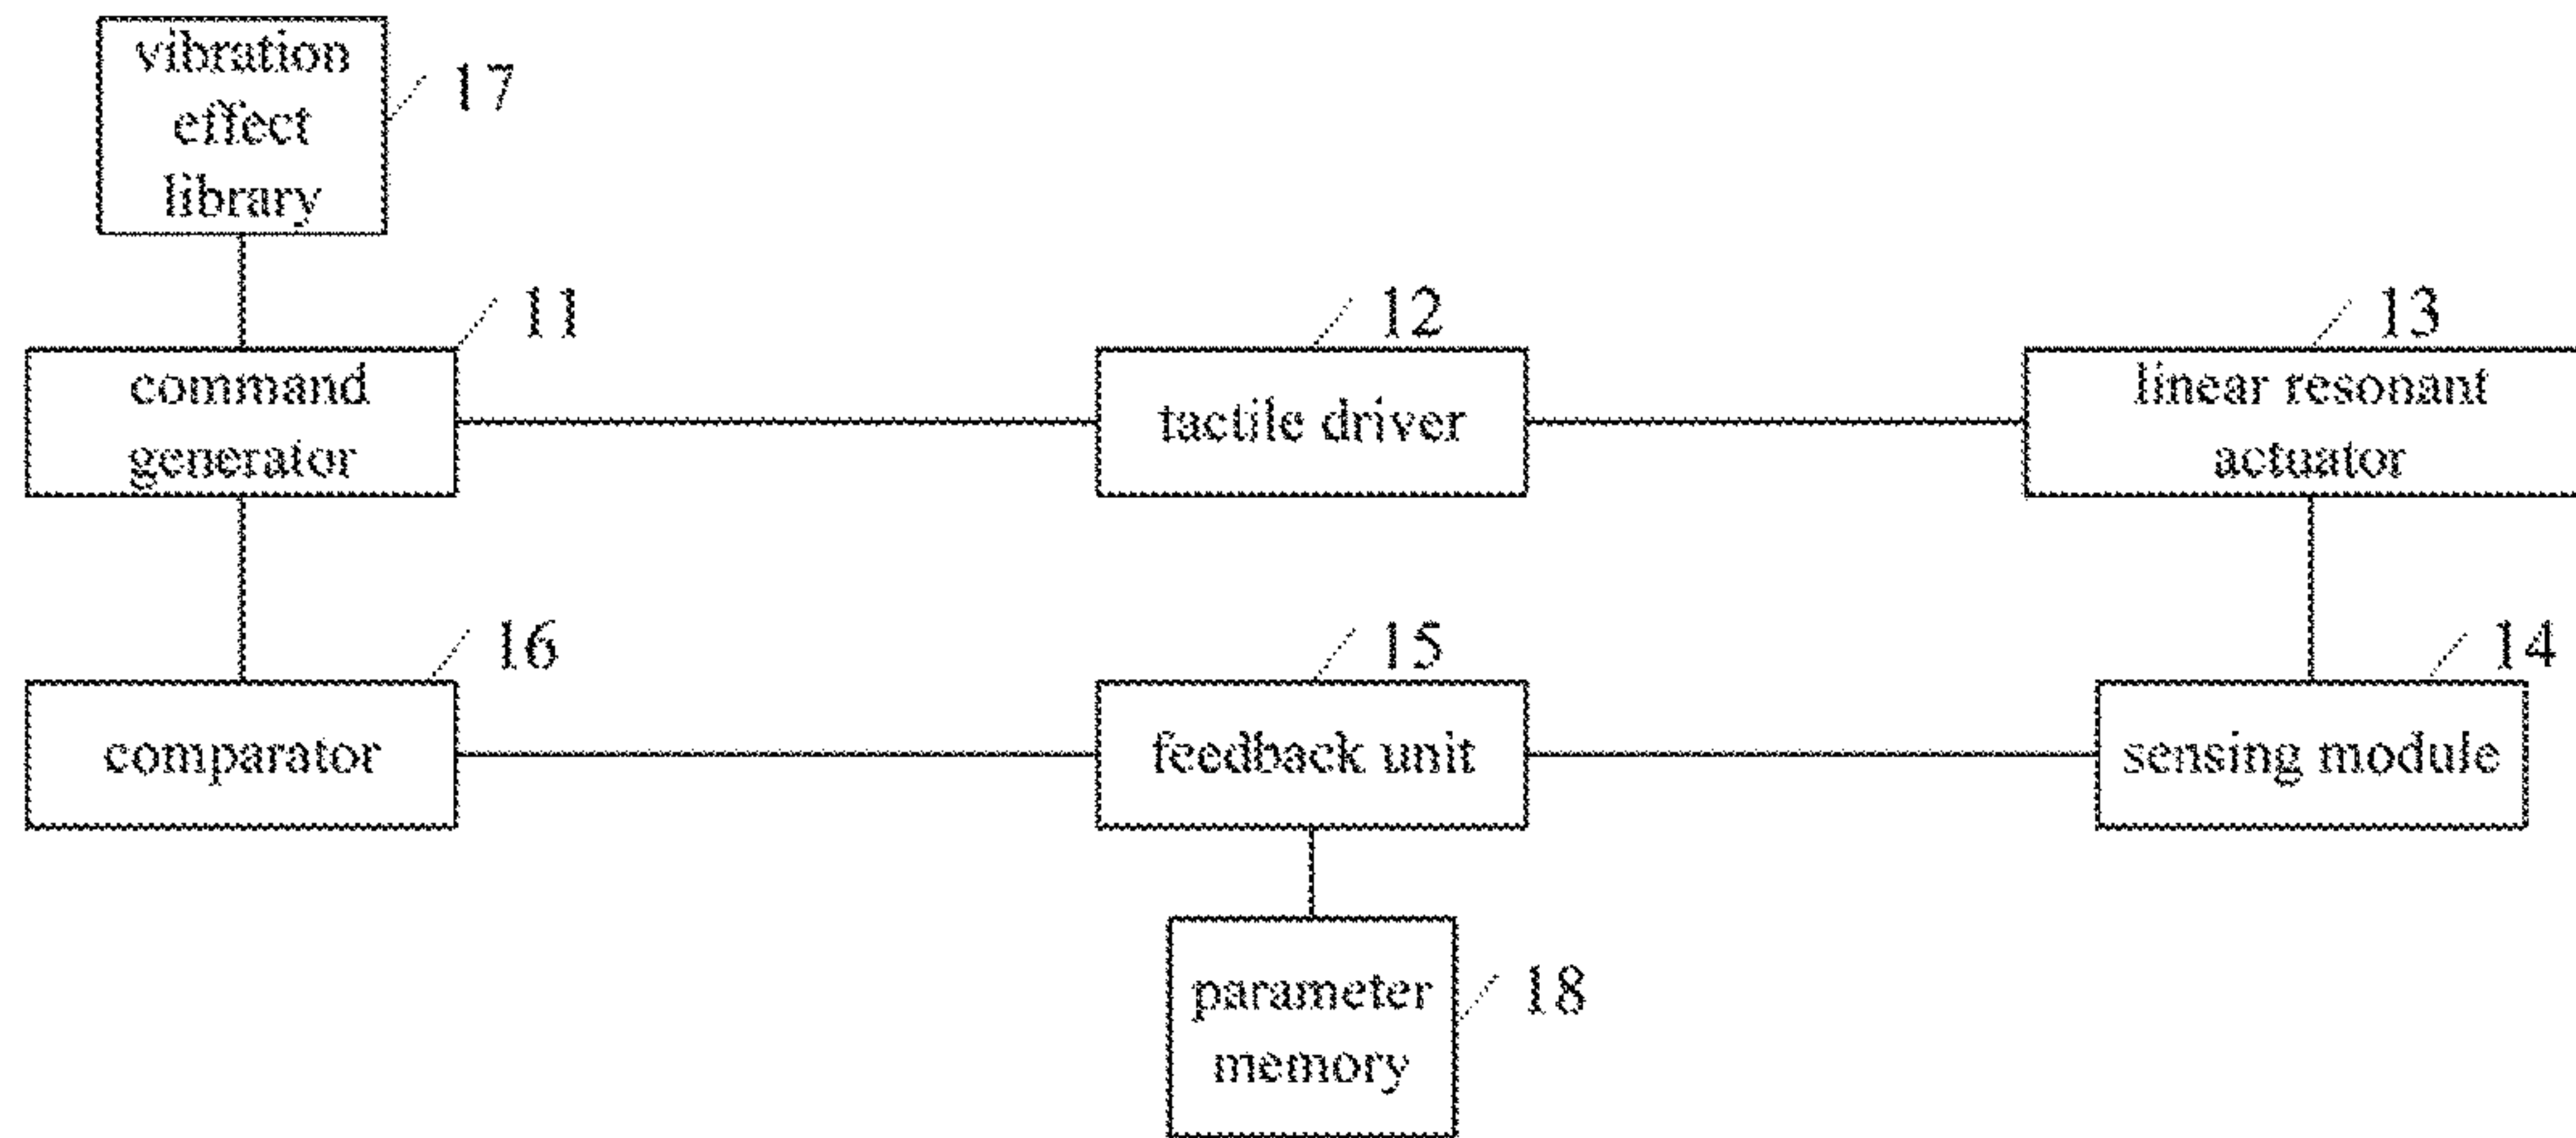 vibration
effect
library
17
11
12
13
command
generator
tactile driver
linear resonant
actuator
16
15
14
comparator
feedback unit
sensing module
parameter
memory
18